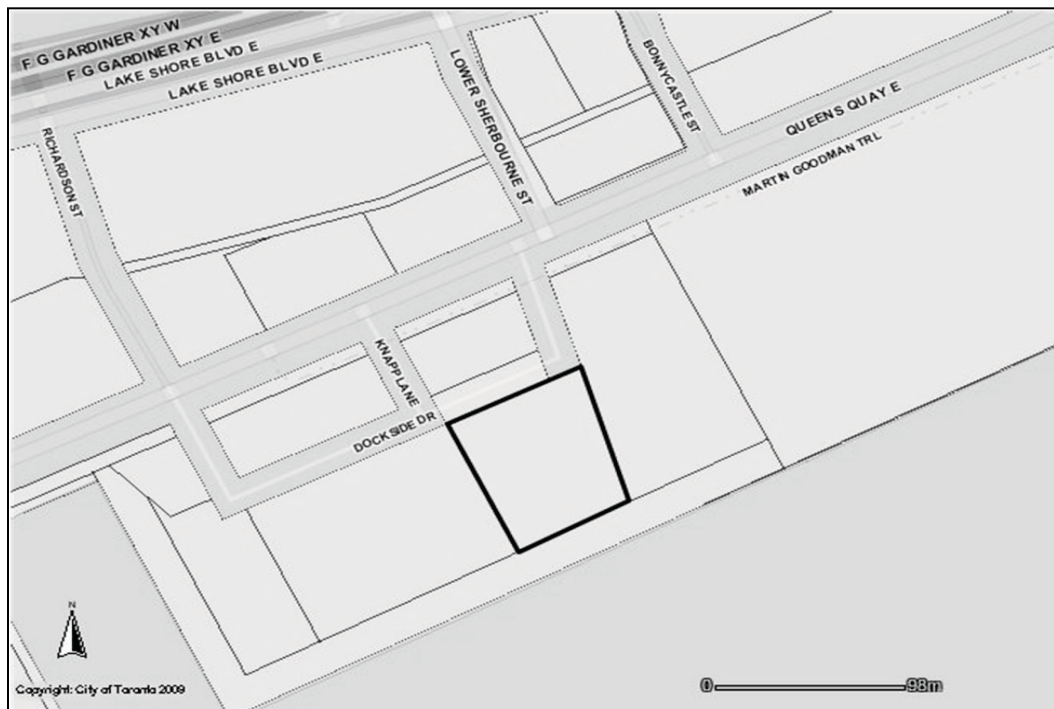 F G GARDINER XY W
F G GARDINER XY E
LAKE SHORE BLVD E
LAKE SHORE BLVD E
LOWER SHERBOURNE ST
BONNYCASTLE ST
QUEENS QUAY E
MARTIN GOODMAN TRL
RICHARDSON ST
KNAPP LANE
DOCKSIDE DR
N
Copyright: City of Toronto 2009
0 98m